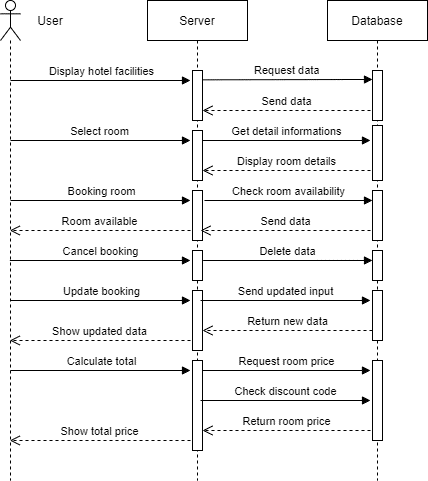 User
Server
Database
Display hotel facilities
Request data
Send data
Select room
Get detail informations
Display room details
Booking room
Check room availability
Room available
Send data
Cancel booking
Delete data
Update booking
Send updated input
Return new data
Show updated data
Calculate total
Request room price
Check discount code
Return room price
Show total price